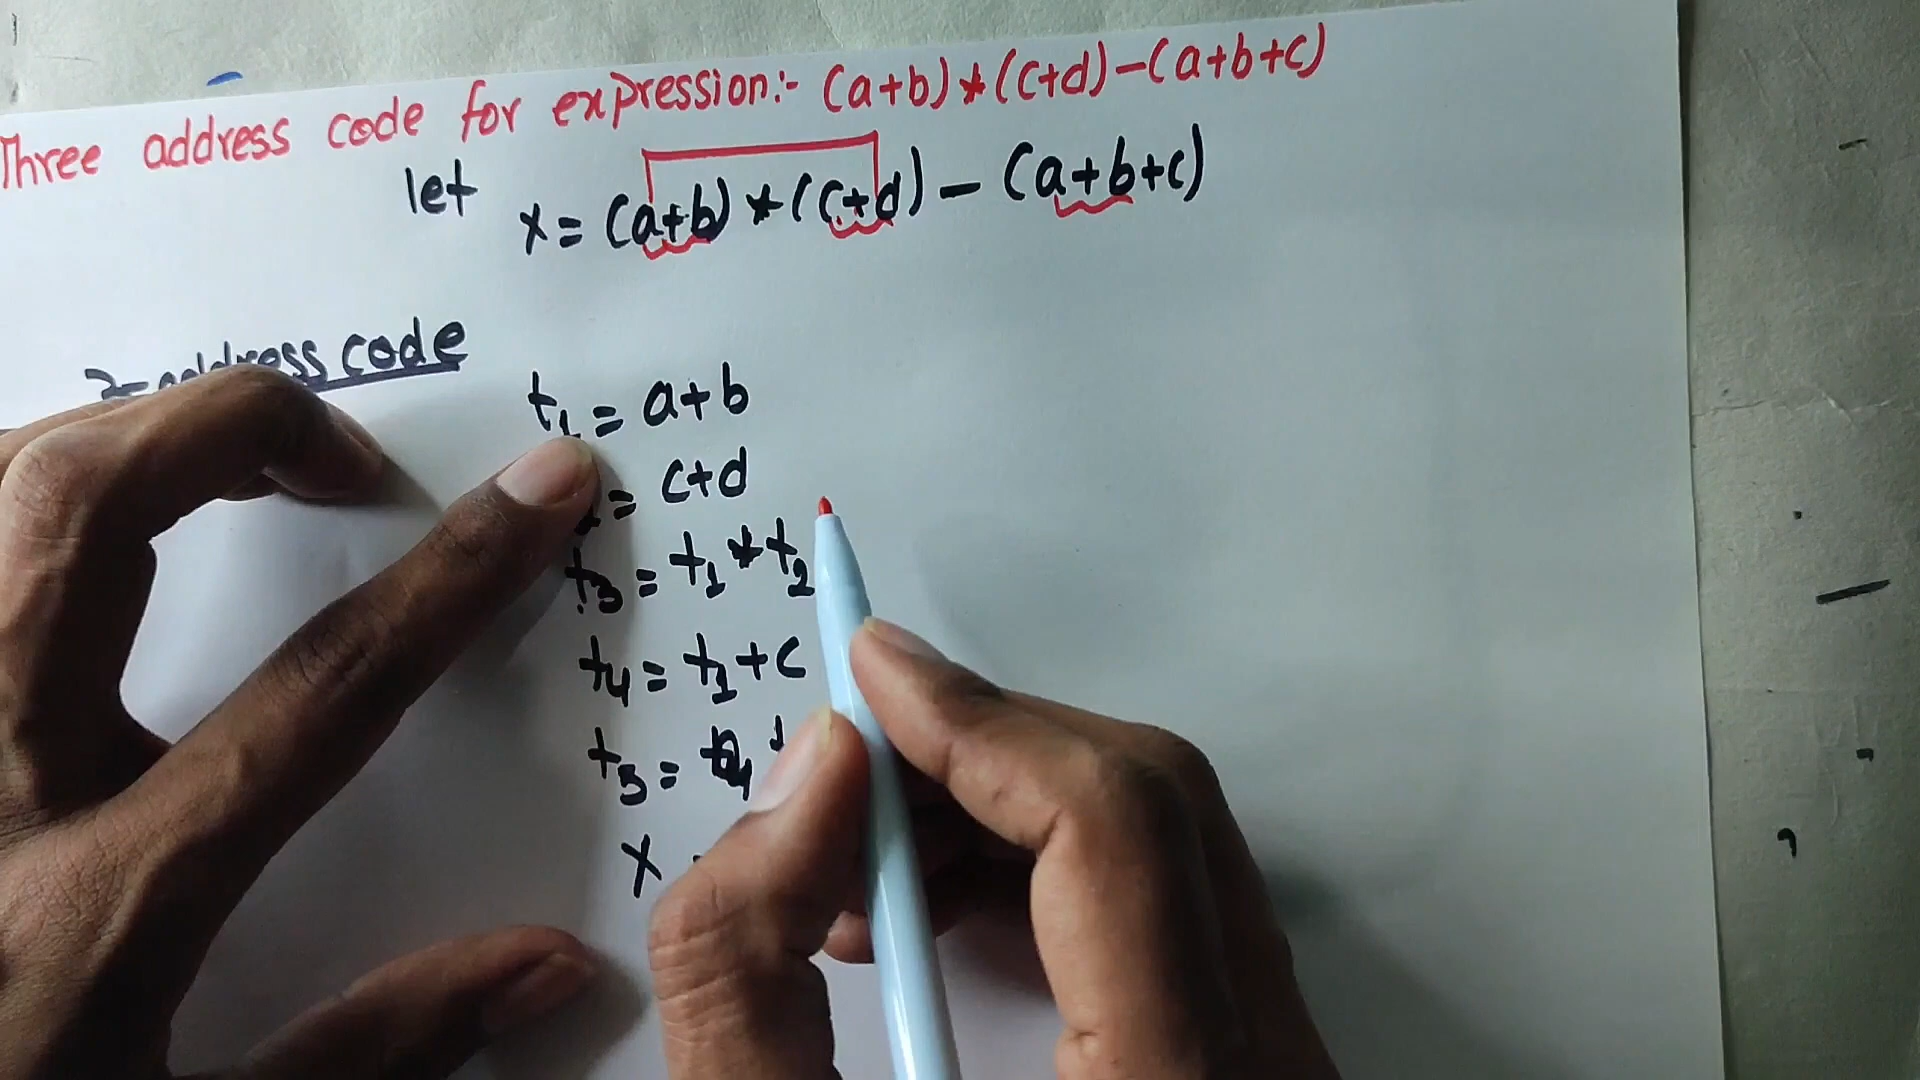 Three address code for expression:- (a+b)*(c+d)-(a+b+c)
let x = (a+b) * (c+d) - (a+b+c)
address code
t1 = a+b
= c+d
t3 = t1 * t2
t4 = t1 + c
t5 =
x